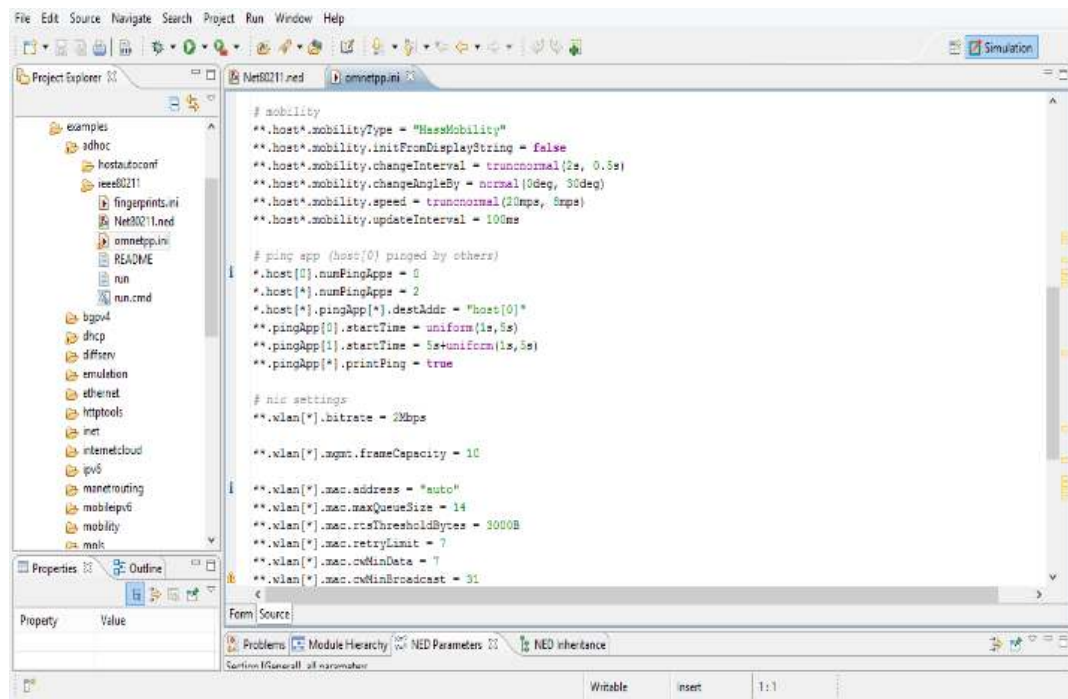 File Edit Source Navigate Search Project Run Window Help
Simulation
Project Explorer
Net80211.ned
omnetpp.ini
examples
adhoc
hostautoconf
ieee80211
fingerprints.ini
Net80211.ned
omnetpp.ini
README
run
run.cmd
bgpv4
dhcp
diffserv
emulation
ethernet
httptools
inet
internetcloud
ipv6
manetrouting
mobileipv6
mobility
mpls
# mobility
**.host*.mobilityType = "MassMobility"
**.host*.mobility.initFromDisplayString = false
**.host*.mobility.changeInterval = truncnormal(2s, 0.5s)
**.host*.mobility.changeAngleBy = normal(0deg, 30deg)
**.host*.mobility.speed = truncnormal(20mps, 8mps)
**.host*.mobility.updateInterval = 100ms
# ping app (host[0] pinged by others)
*.host[0].numPingApps = 0
*.host[*].numPingApps = 2
*.host[*].pingApp[*].destAddr = "host[0]"
**.pingApp[0].startTime = uniform(1s,5s)
**.pingApp[1].startTime = 5s+uniform(1s,5s)
**.pingApp[*].printPing = true
# nic settings
**.wlan[*].bitrate = 2Mbps
**.wlan[*].mgmt.frameCapacity = 10
**.wlan[*].mac.address = "auto"
**.wlan[*].mac.maxQueueSize = 14
**.wlan[*].mac.rtsThresholdBytes = 3000B
**.wlan[*].mac.retryLimit = 7
**.wlan[*].mac.cwMinData = 7
**.wlan[*].mac.cwMinBroadcast = 31
Form Source
Properties
Outline
Property Value
Problems Module Hierarchy NED Parameters NED Inheritance
Section [General], all parameters
Writable Insert 1:1